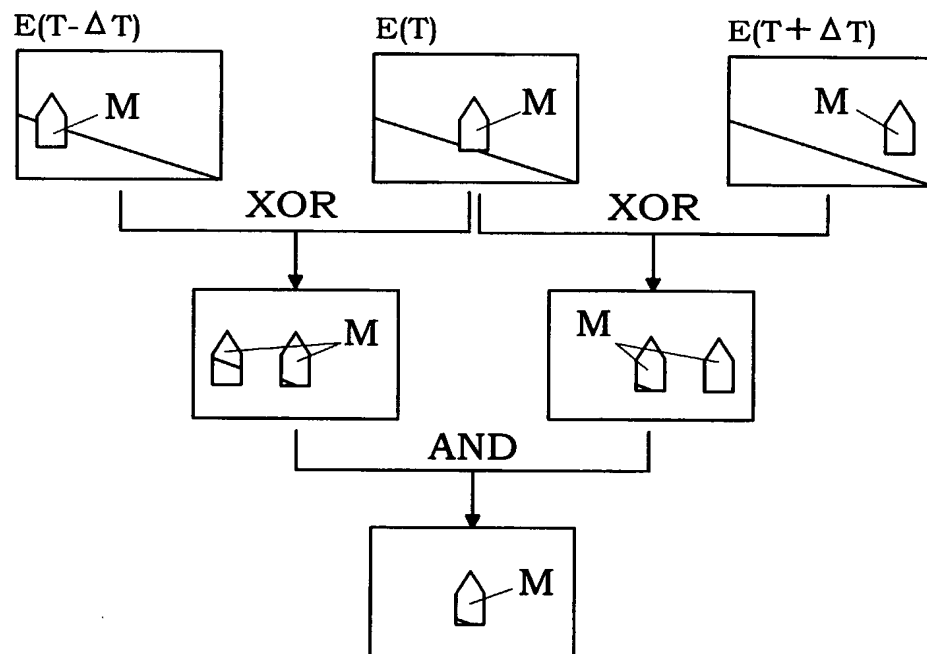 E(T-ΔT) E(T) E(T+ΔT)
M M M
XOR XOR
M M
AND
M